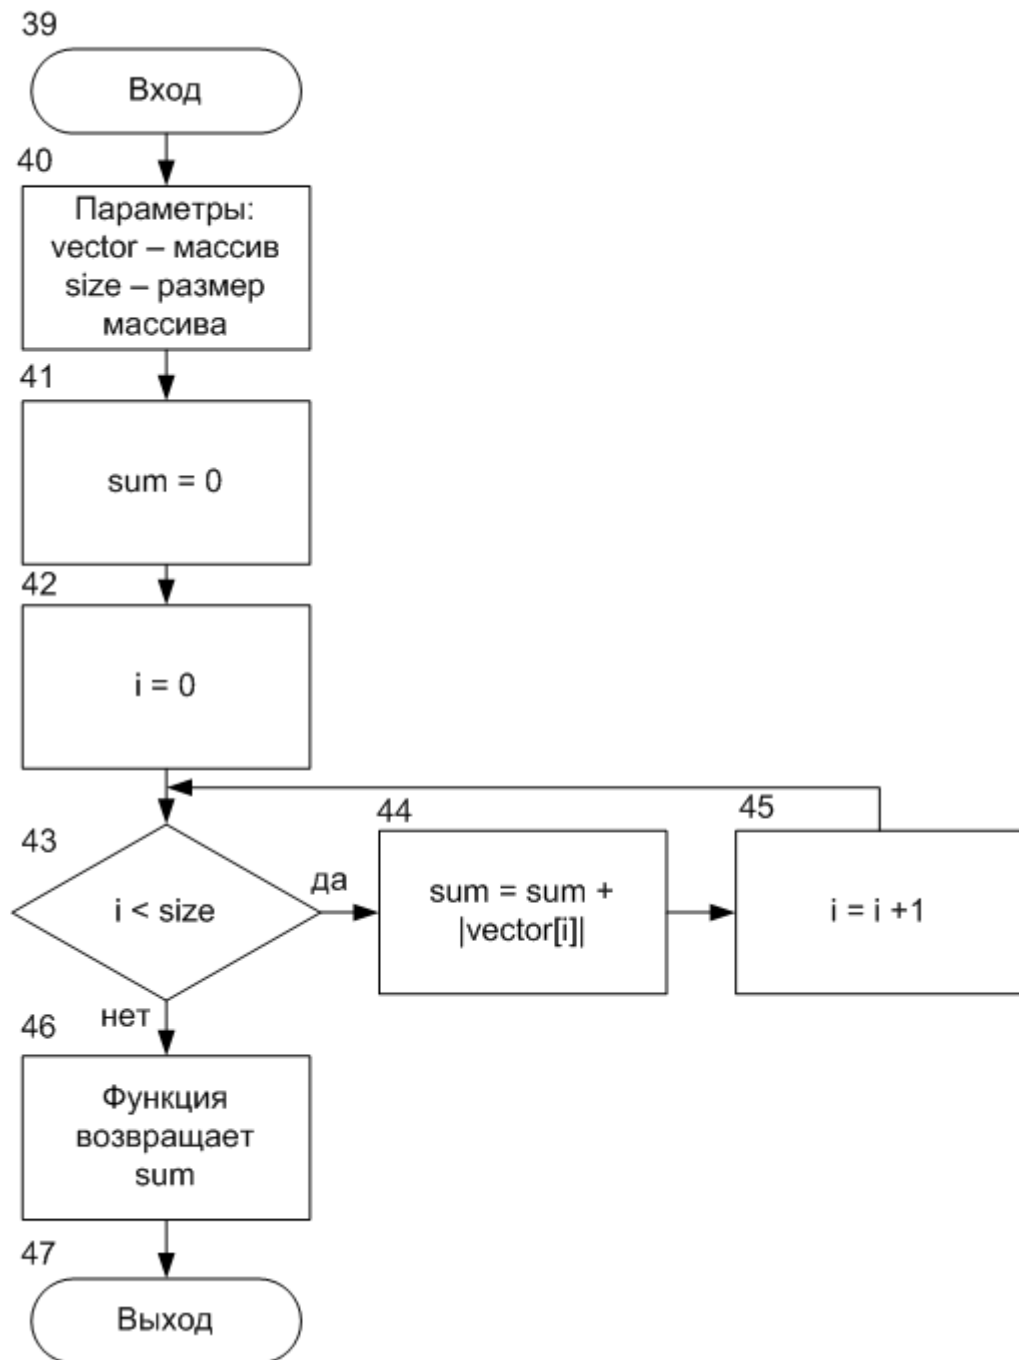 39
Вход
40
Параметры:
vector – массив
size – размер
массива
41
sum = 0
42
i = 0
43
i < size
да
44
sum = sum +
|vector[i]|
45
i = i +1
нет
46
Функция
возвращает
sum
47
Выход